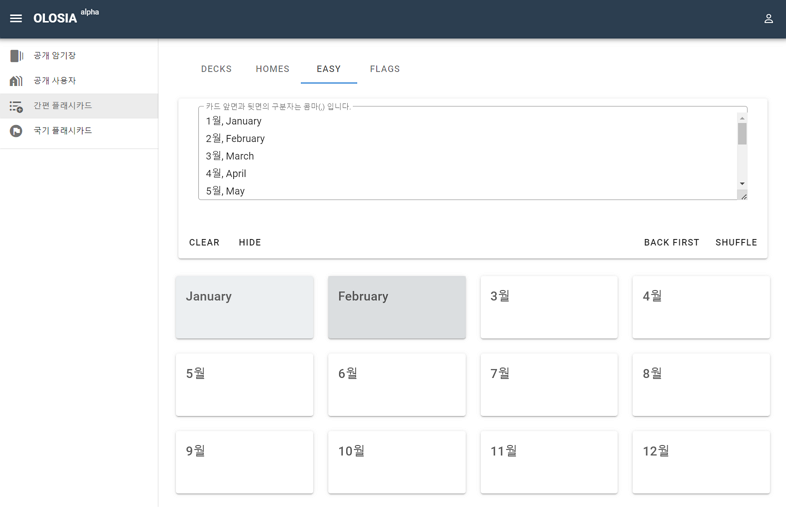 OLOSIA alpha
공개 암기장
공개 사용자
간편 플래시카드
국기 플래시카드
DECKS HOMES EASY FLAGS
카드 앞면과 뒷면의 구분자는 콤마(,) 입니다.
1월, January
2월, February
3월, March
4월, April
5월, May
CLEAR HIDE BACK FIRST SHUFFLE
January February 3월 4월
5월 6월 7월 8월
9월 10월 11월 12월